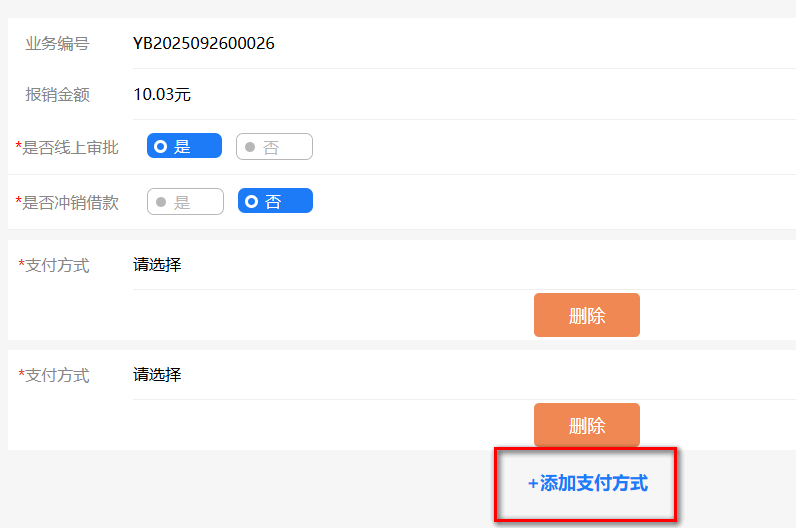 业务编号 YB2025092600026
报销金额 10.03元
*是否线上审批 是 否
*是否冲销借款 是 否
*支付方式 请选择
删除
*支付方式 请选择
删除
+添加支付方式